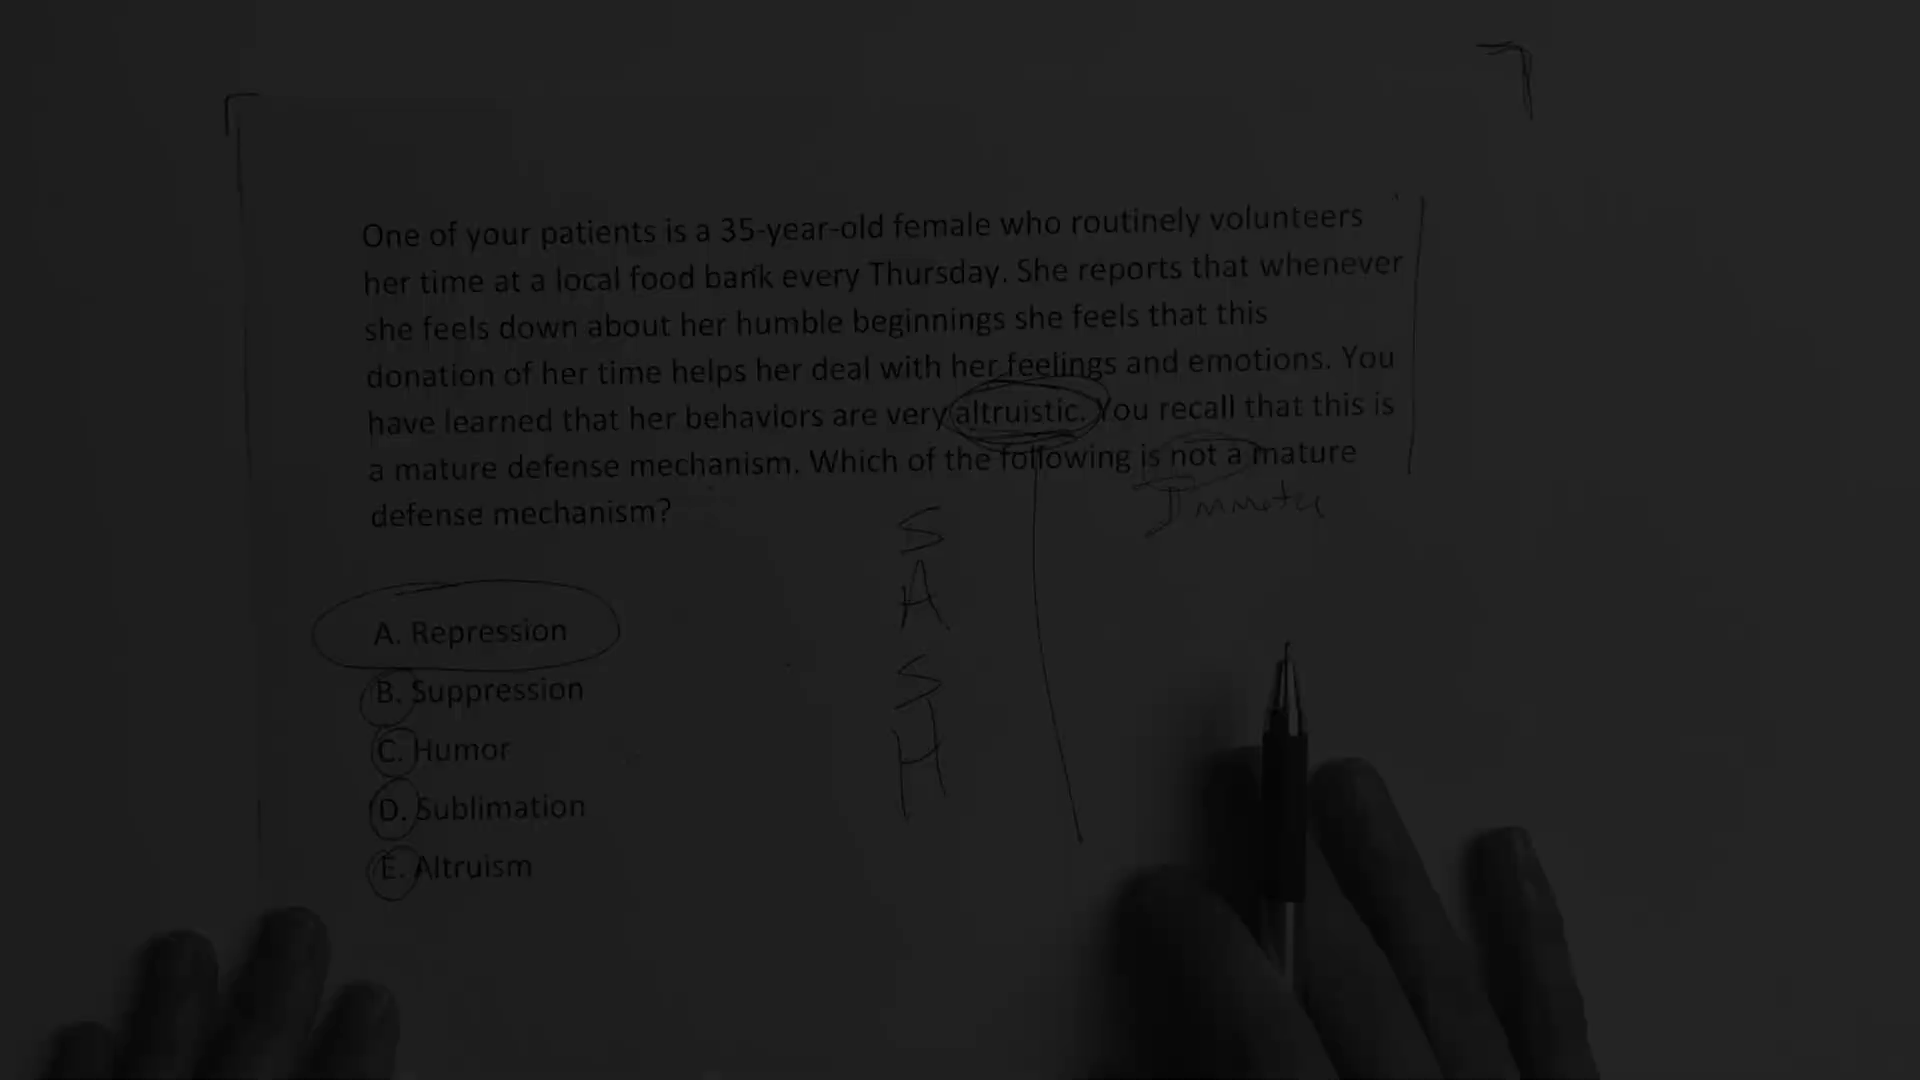 One of your patients is a 35-year-old female who routinely volunteers
her time at a local food bank every Thursday. She reports that whenever
she feels down about her humble beginnings she feels that this
donation of her time helps her deal with her feelings and emotions. You
have learned that her behaviors are very altruistic. You recall that this is
a mature defense mechanism. Which of the following is not a mature
defense mechanism?
A. Repression
B. Suppression
C. Humor
D. Sublimation
E. Altruism
S
A
S
H